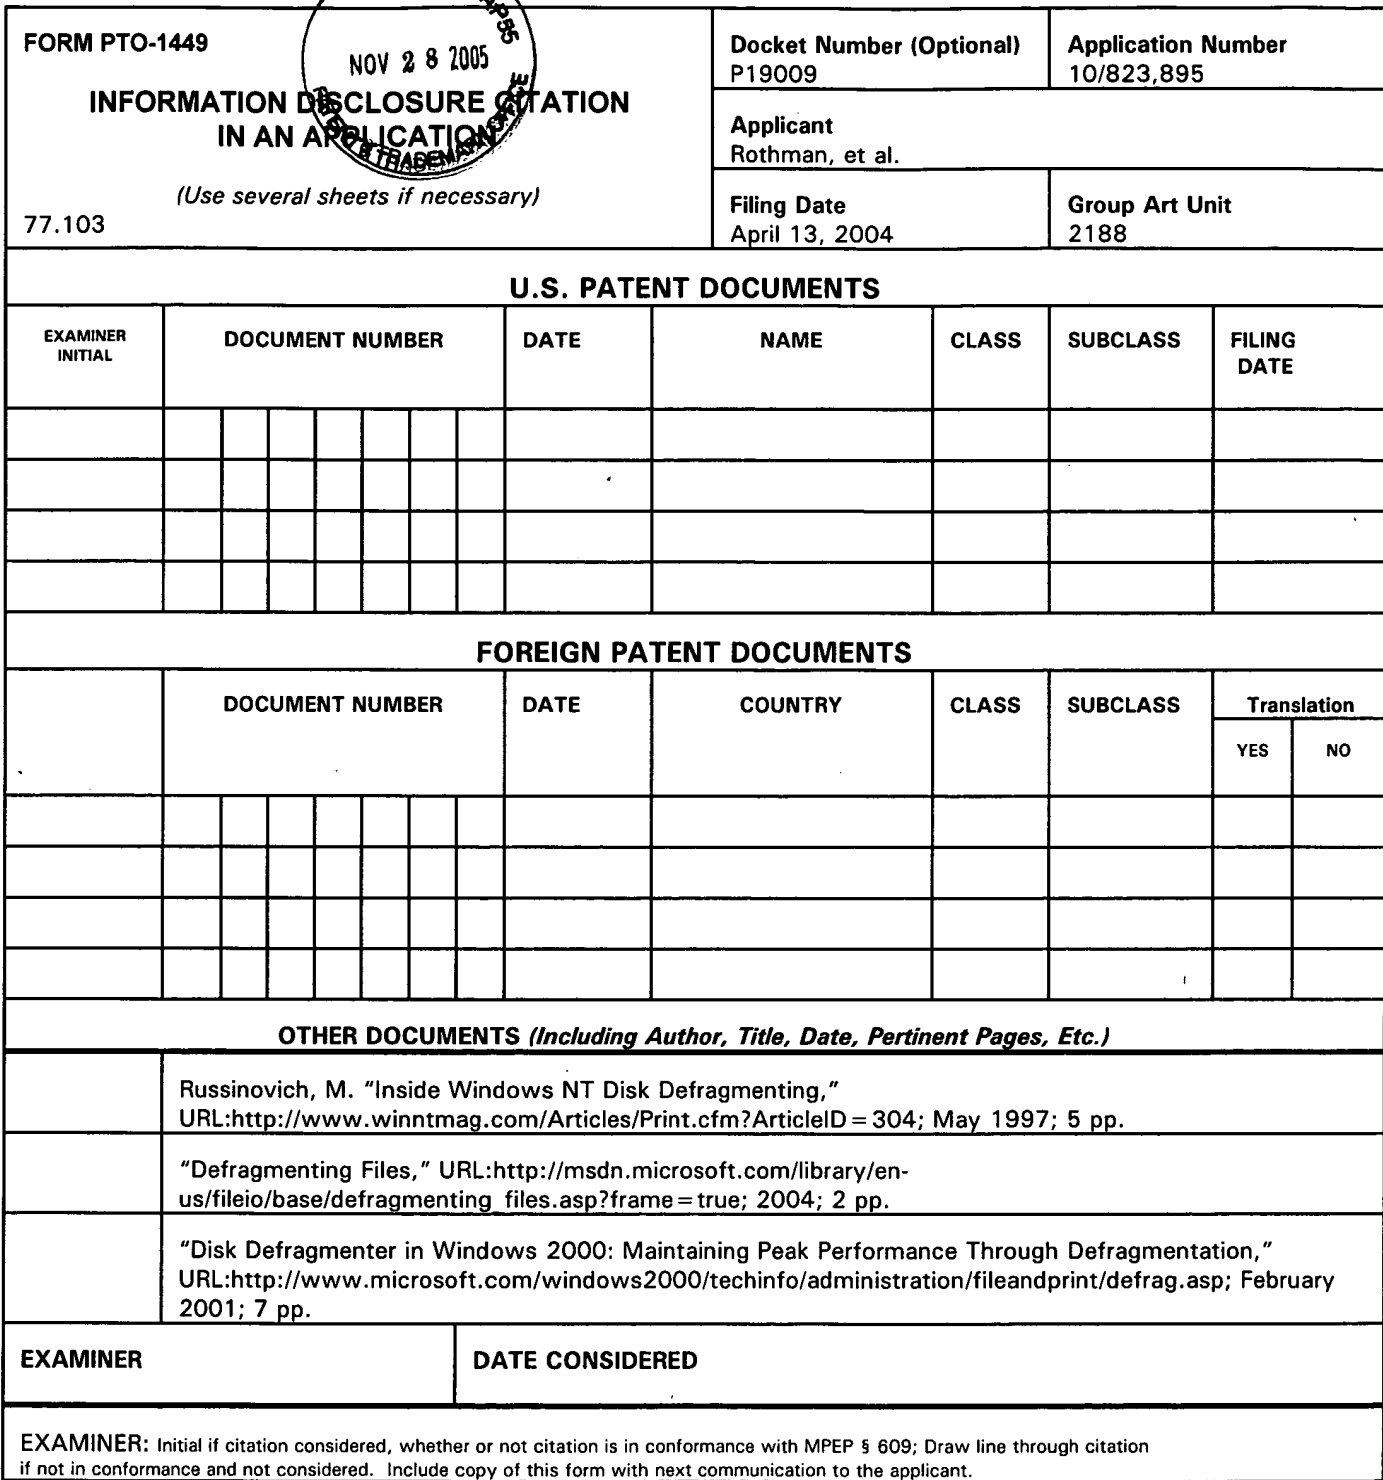 FORM PTO-1449
NOV 28 2005
INFORMATION DISCLOSURE CITATION
IN AN APPLICATION
PATENT & TRADEMARK OFFICE
(Use several sheets if necessary)
77.103
Docket Number (Optional)
P19009
Application Number
10/823,895
Applicant
Rothman, et al.
Filing Date
April 13, 2004
Group Art Unit
2188
U.S. PATENT DOCUMENTS
EXAMINER
INITIAL
DOCUMENT NUMBER
DATE
NAME
CLASS
SUBCLASS
FILING
DATE
FOREIGN PATENT DOCUMENTS
DOCUMENT NUMBER
DATE
COUNTRY
CLASS
SUBCLASS
Translation
YES
NO
OTHER DOCUMENTS (Including Author, Title, Date, Pertinent Pages, Etc.)
Russinovich, M. "Inside Windows NT Disk Defragmenting,"
URL:http://www.winntmag.com/Articles/Print.cfm?ArticleID=304; May 1997; 5 pp.
"Defragmenting Files," URL:http://msdn.microsoft.com/library/en-
us/fileio/base/defragmenting_files.asp?frame=true; 2004; 2 pp.
"Disk Defragmenter in Windows 2000: Maintaining Peak Performance Through Defragmentation,"
URL:http://www.microsoft.com/windows2000/techinfo/administration/fileandprint/defrag.asp; February
2001; 7 pp.
EXAMINER
DATE CONSIDERED
EXAMINER: Initial if citation considered, whether or not citation is in conformance with MPEP § 609; Draw line through citation
if not in conformance and not considered. Include copy of this form with next communication to the applicant.